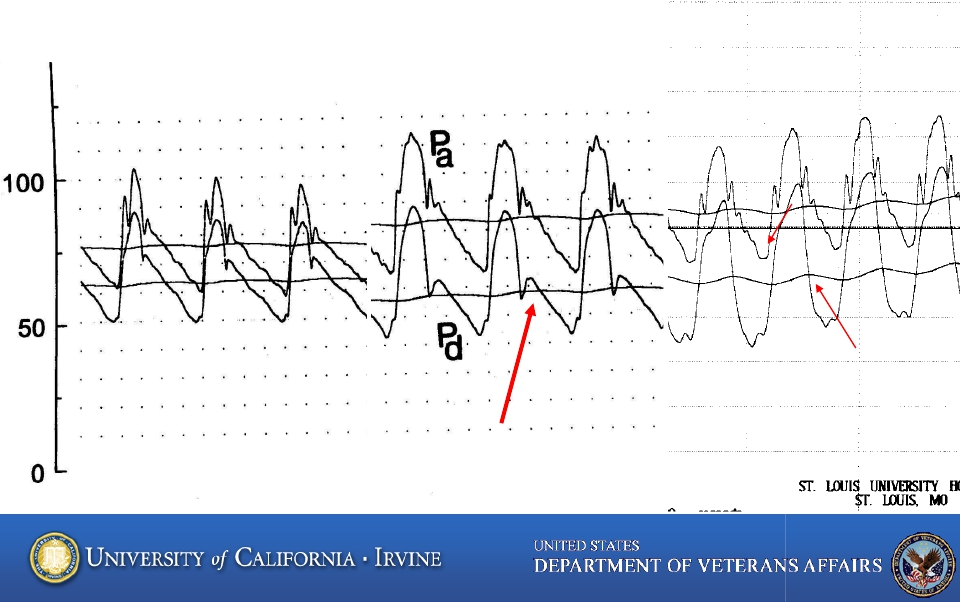 100
50
0
Pa
Pd
ST. LOUIS UNIVERSITY HO
ST. LOUIS, MO
UNIVERSITY of CALIFORNIA · IRVINE
UNITED STATES
DEPARTMENT OF VETERANS AFFAIRS